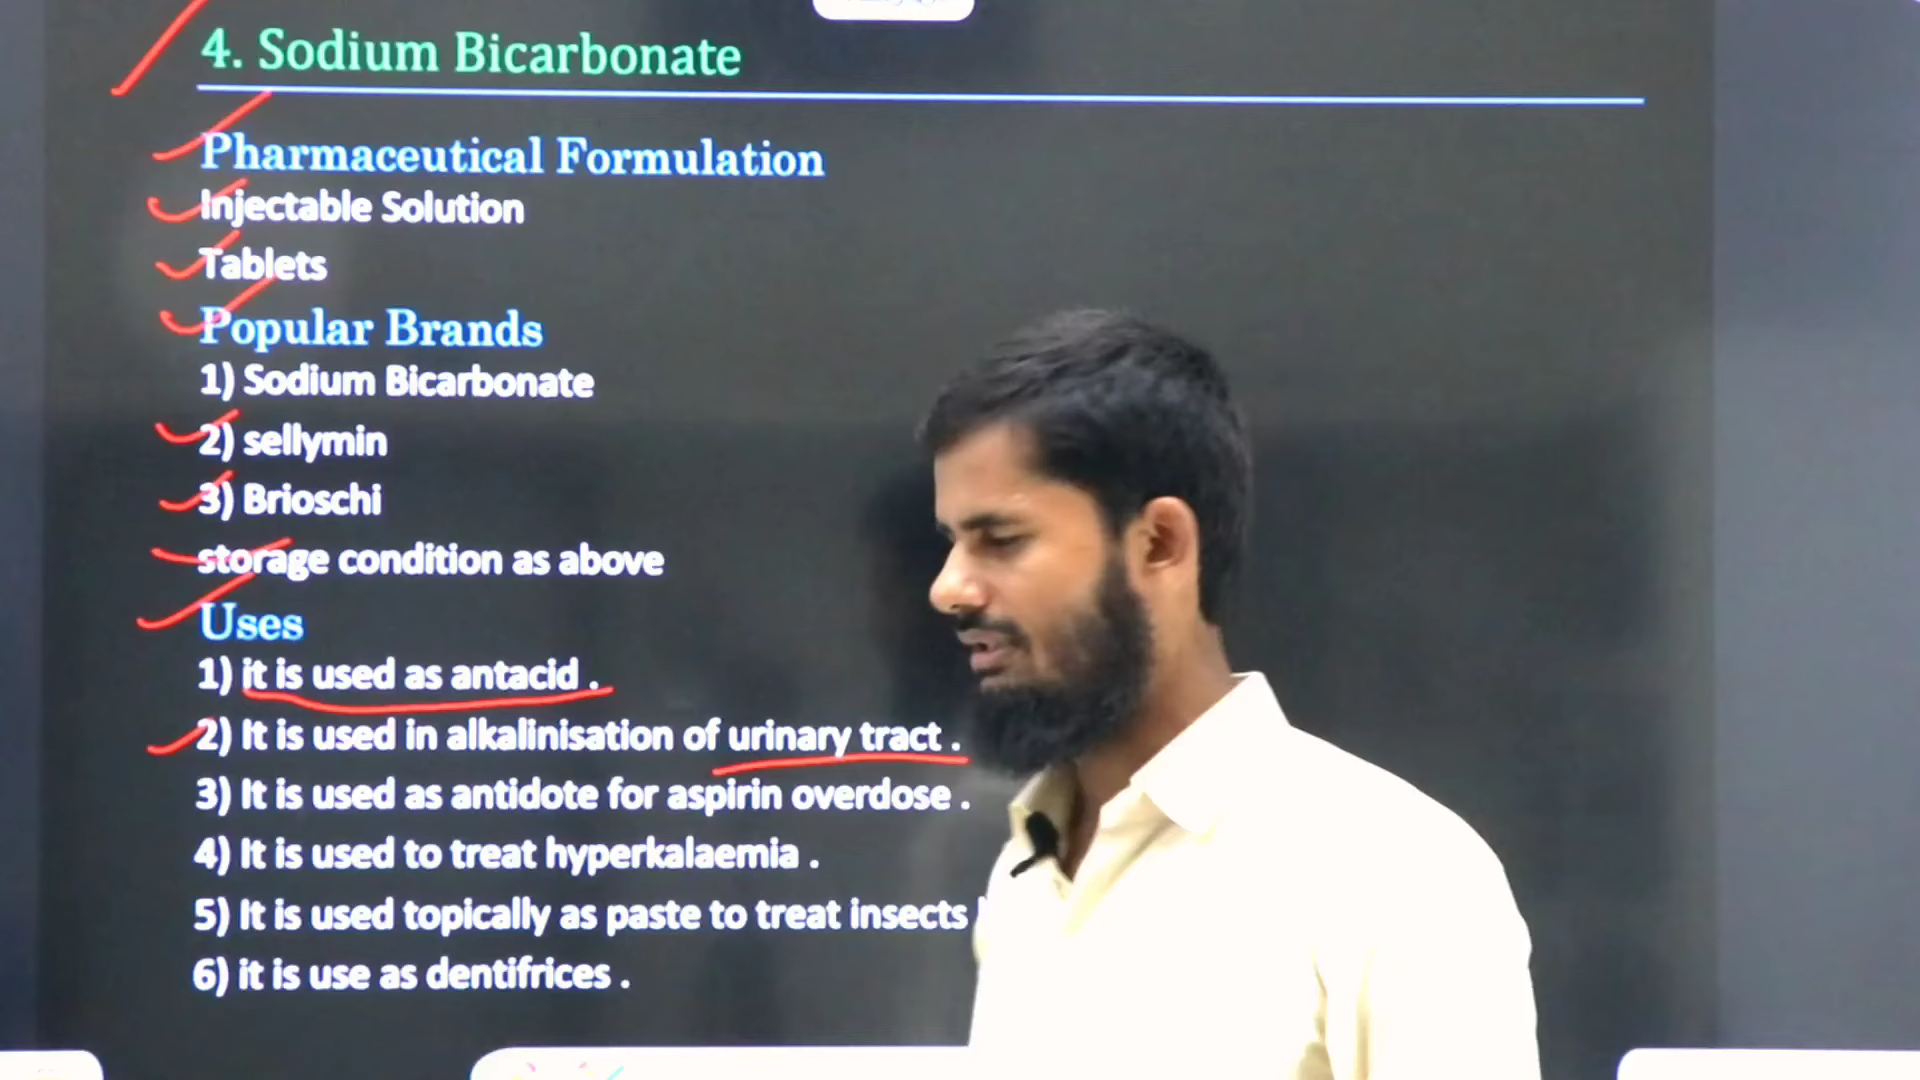 4. Sodium Bicarbonate
Pharmaceutical Formulation
Injectable Solution
Tablets
Popular Brands
1) Sodium Bicarbonate
2) sellymin
3) Brioschi
storage condition as above
Uses
1) it is used as antacid .
2) It is used in alkalinisation of urinary tract .
3) It is used as antidote for aspirin overdose .
4) It is used to treat hyperkalaemia .
5) It is used topically as paste to treat insects
6) it is use as dentifrices .